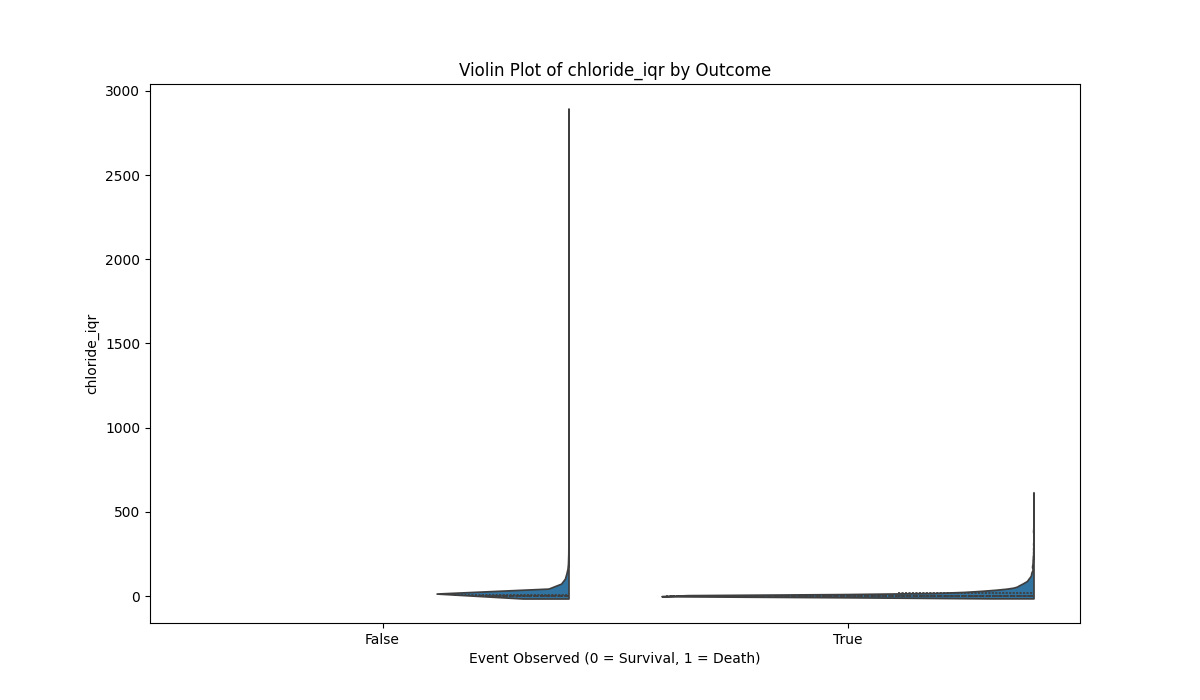 Violin Plot of chloride_iqr by Outcome
3000
2500
2000
1500
1000
500
0
chloride_iqr
False
True
Event Observed (0 = Survival, 1 = Death)